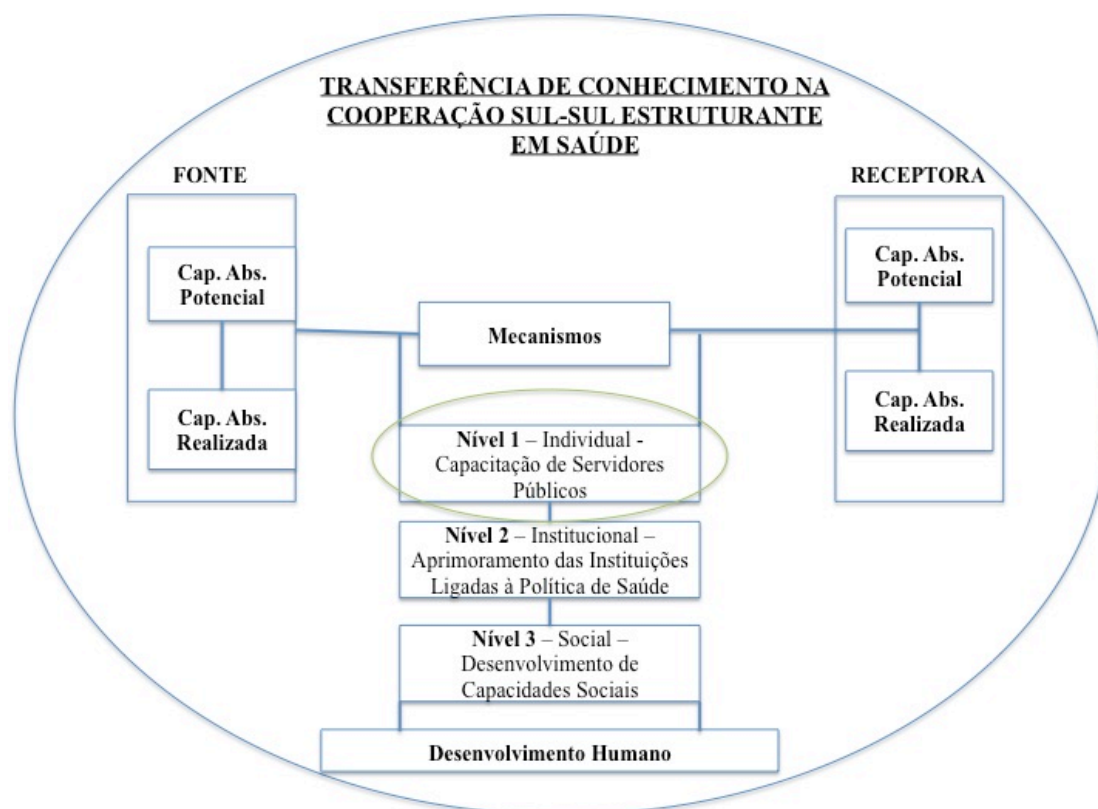 TRANSFERÊNCIA DE CONHECIMENTO NA
COOPERAÇÃO SUL-SUL ESTRUTURANTE
EM SAÚDE
FONTE
Cap. Abs.
Potencial
Cap. Abs.
Realizada
Mecanismos
RECEPTORA
Cap. Abs.
Potencial
Cap. Abs.
Realizada
Nível 1 – Individual -
Capacitação de Servidores
Públicos
Nível 2 – Institucional –
Aprimoramento das Instituições
Ligadas à Política de Saúde
Nível 3 – Social –
Desenvolvimento de
Capacidades Sociais
Desenvolvimento Humano